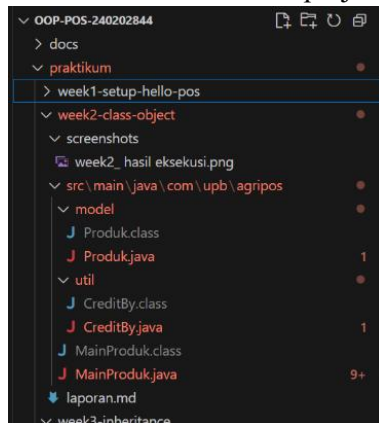 OOP-POS-240202844
docs
praktikum
week1-setup-hello-pos
week2-class-object
screenshots
week2_ hasil eksekusi.png
src\main\java\com\upb\agripos
model
J Produk.class
J Produk.java 1
util
J CreditBy.class
J CreditBy.java 1
J MainProduk.class
J MainProduk.java 9+
laporan.md
week3-inheritance